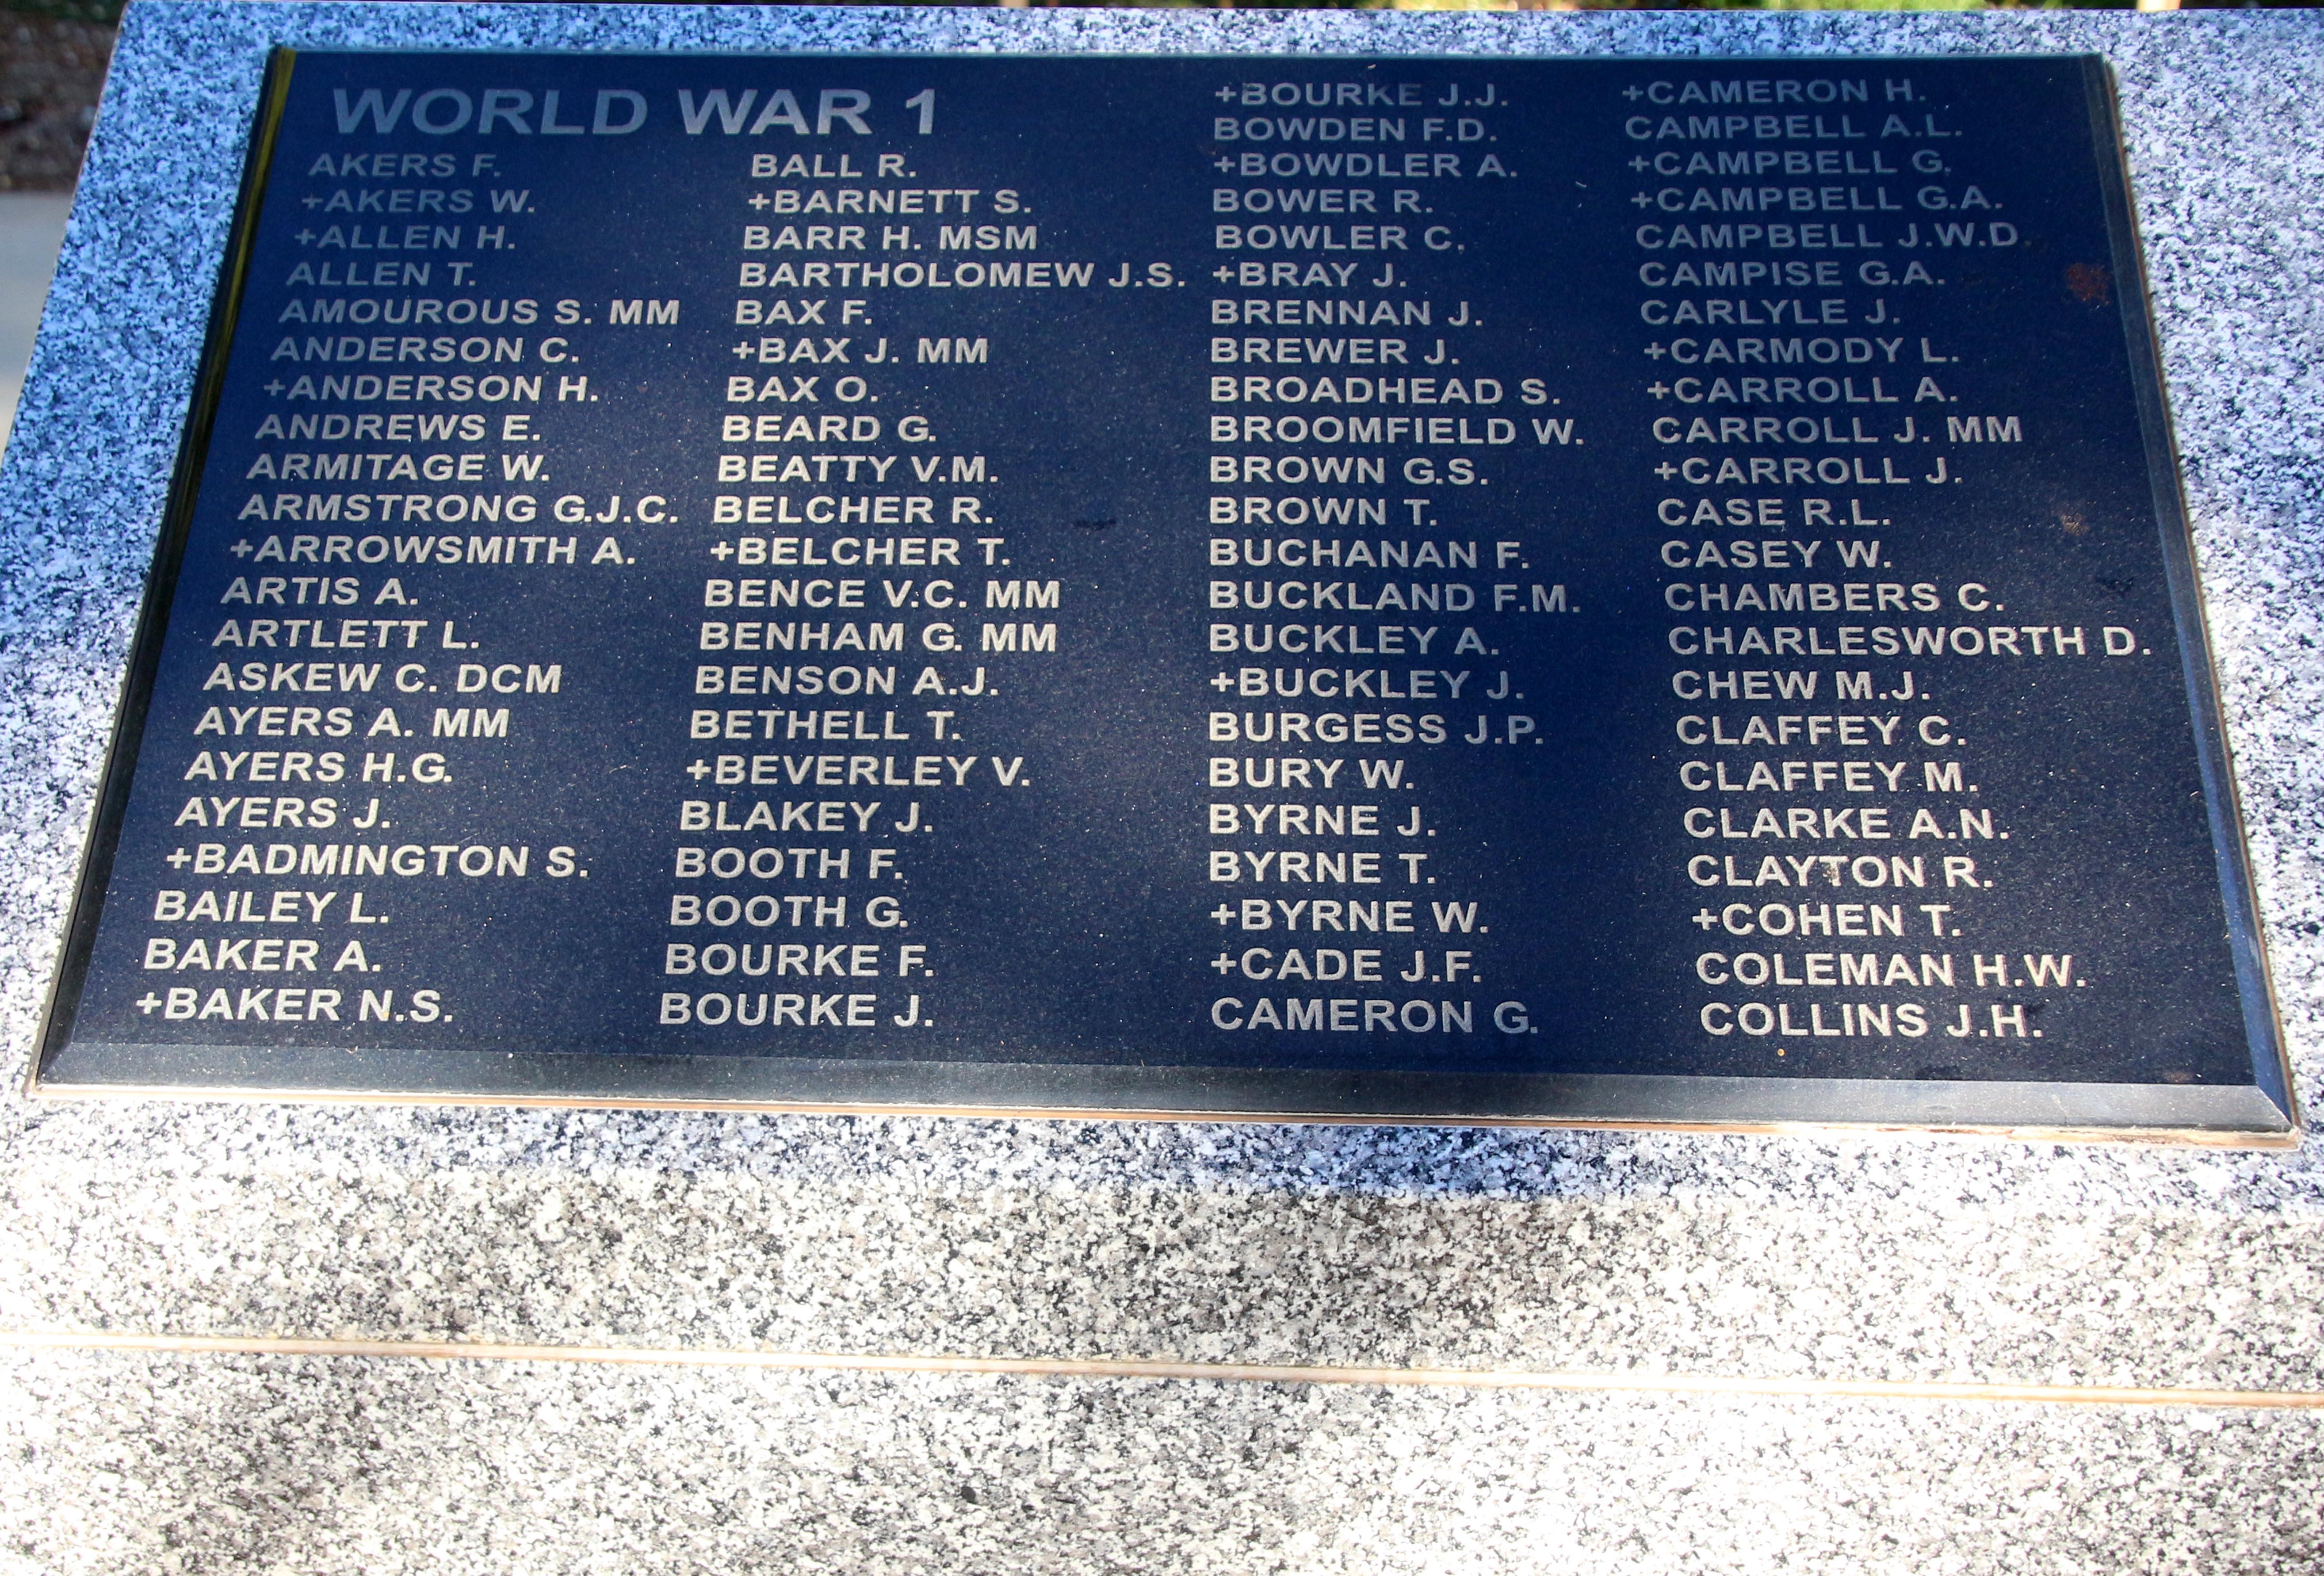 WORLD WAR 1
AKERS F.
+AKERS W.
+ALLEN H.
ALLEN T.
AMOUROUS S. MM
ANDERSON C.
+ANDERSON H.
ANDREWS E.
ARMITAGE W.
ARMSTRONG G.J.C.
+ARROWSMITH A.
ARTIS A.
ARTLETT L.
ASKEW C. DCM
AYERS A. MM
AYERS H.G.
AYERS J.
+BADMINGTON S.
BAILEY L.
BAKER A.
+BAKER N.S.
BALL R.
+BARNETT S.
BARR H. MSM
BARTHOLOMEW J.S.
BAX F.
+BAX J. MM
BAX O.
BEARD G.
BEATTY V.M.
BELCHER R.
+BELCHER T.
BENCE V.C. MM
BENHAM G. MM
BENSON A.J.
BETHELL T.
+BEVERLEY V.
BLAKEY J.
BOOTH F.
BOOTH G.
BOURKE F.
BOURKE J.
+BOURKE J.J.
BOWDEN F.D.
+BOWDLER A.
BOWER R.
BOWLER C.
+BRAY J.
BRENNAN J.
BREWER J.
BROADHEAD S.
BROOMFIELD W.
BROWN G.S.
BROWN T.
BUCHANAN F.
BUCKLAND F.M.
BUCKLEY A.
+BUCKLEY J.
BURGESS J.P.
BURY W.
BYRNE J.
BYRNE T.
+BYRNE W.
+CADE J.F.
CAMERON G.
+CAMERON H.
CAMPBELL A.L.
+CAMPBELL G.
+CAMPBELL G.A.
CAMPBELL J.W.D.
CAMPISE G.A.
CARLYLE J.
+CARMODY L.
+CARROLL A.
CARROLL J. MM
+CARROLL J.
CASE R.L.
CASEY W.
CHAMBERS C.
CHARLESWORTH D.
CHEW M.J.
CLAFFEY C.
CLAFFEY M.
CLARKE A.N.
CLAYTON R.
+COHEN T.
COLEMAN H.W.
COLLINS J.H.